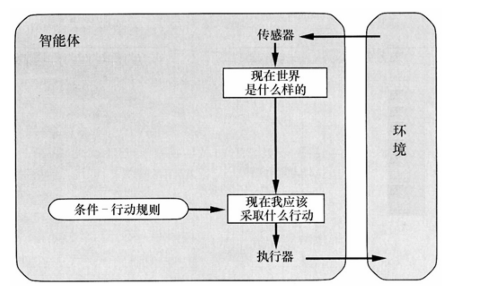 智能体
传感器
现在世界
是什么样的
环
境
条件－行动规则
现在我应该
采取什么行动
执行器